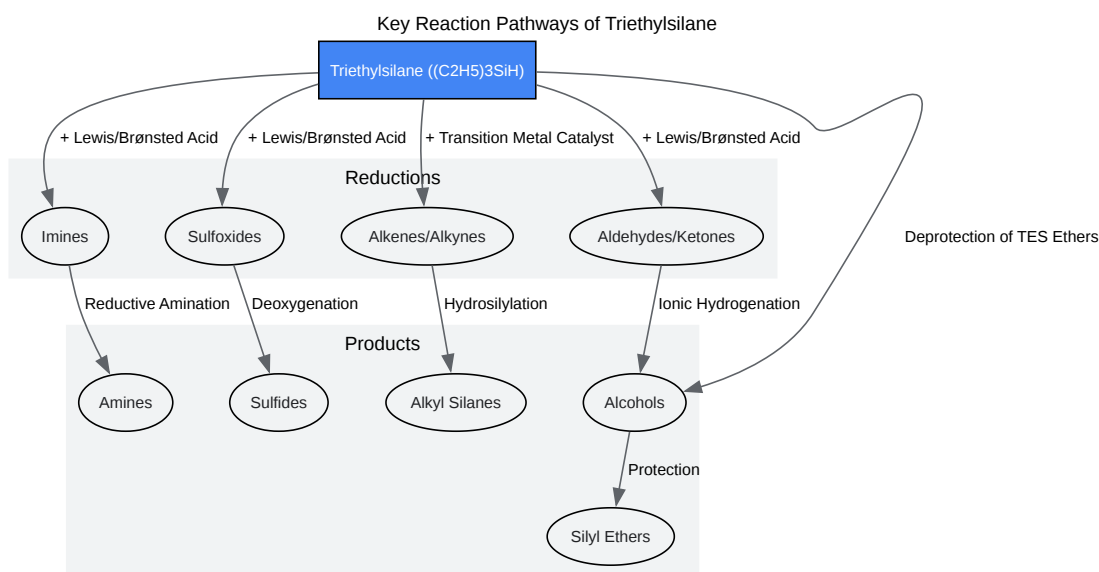 Key Reaction Pathways of Triethylsilane
Triethylsilane ((C2H5)3SiH)
+ Lewis/Brønsted Acid
+ Lewis/Brønsted Acid
+ Transition Metal Catalyst
+ Lewis/Brønsted Acid
Reductions
Imines
Sulfoxides
Alkenes/Alkynes
Aldehydes/Ketones
Deprotection of TES Ethers
Reductive Amination
Deoxygenation
Hydrosilylation
Ionic Hydrogenation
Products
Amines
Sulfides
Alkyl Silanes
Alcohols
Protection
Silyl Ethers